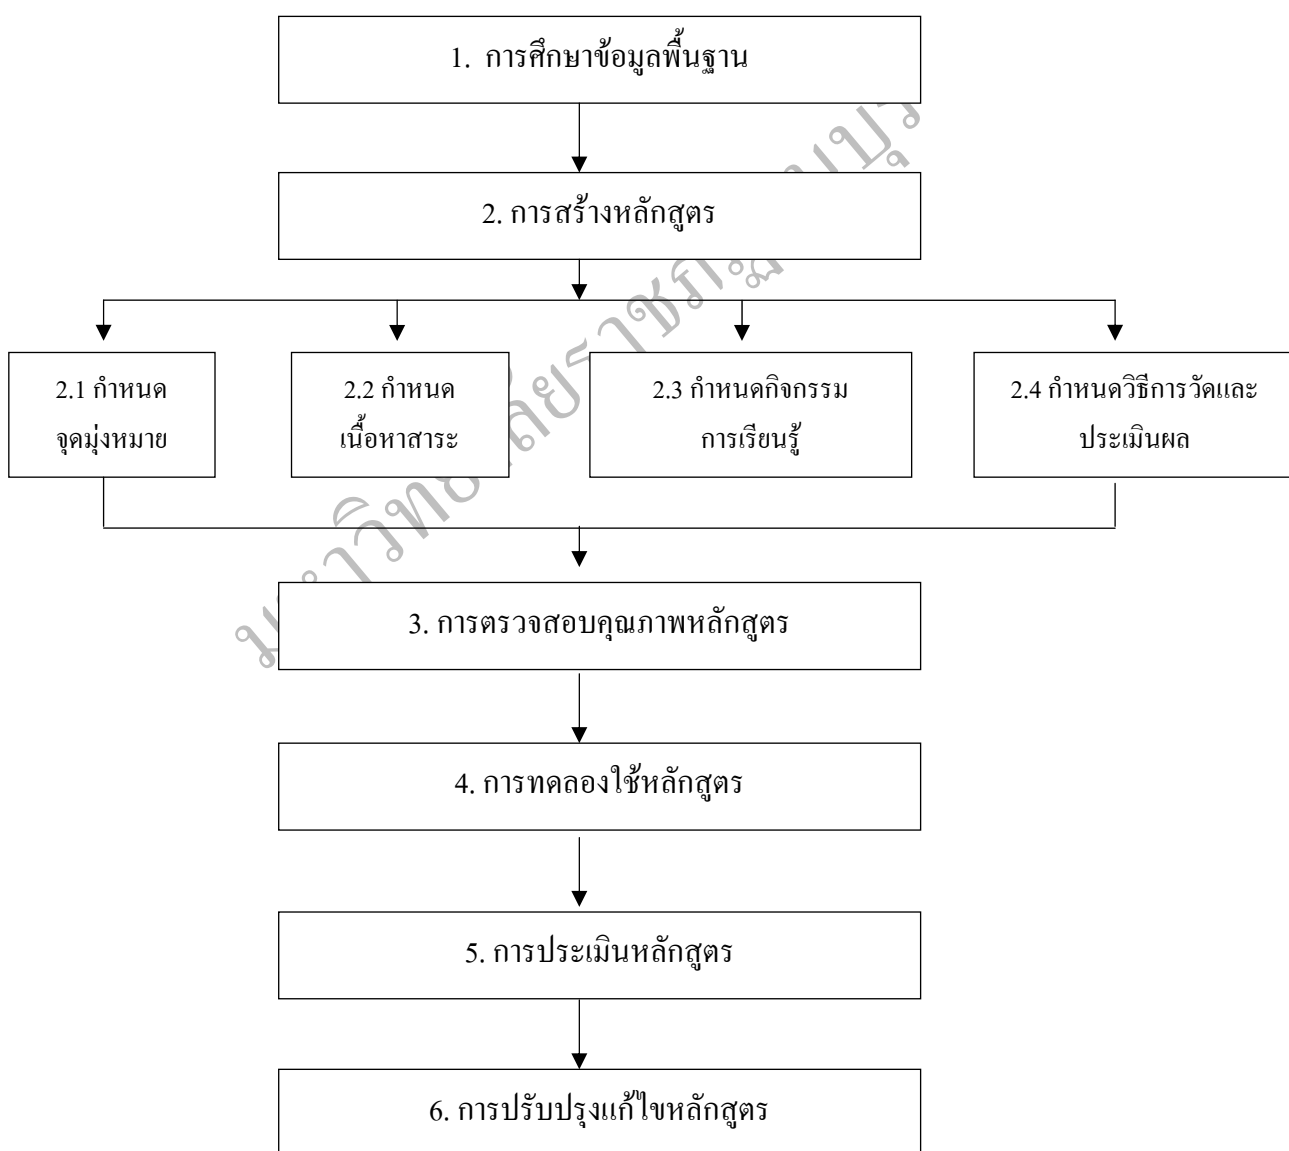 1. การศึกษาข้อมูลพื้นฐาน
2. การสร้างหลักสูตร
2.1 กำหนด
จุดมุ่งหมาย
2.2 กำหนด
เนื้อหาสาระ
2.3 กำหนดกิจกรรม
การเรียนรู้
2.4 กำหนดวิธีการวัดและ
ประเมินผล
3. การตรวจสอบคุณภาพหลักสูตร
4. การทดลองใช้หลักสูตร
5. การประเมินหลักสูตร
6. การปรับปรุงแก้ไขหลักสูตร